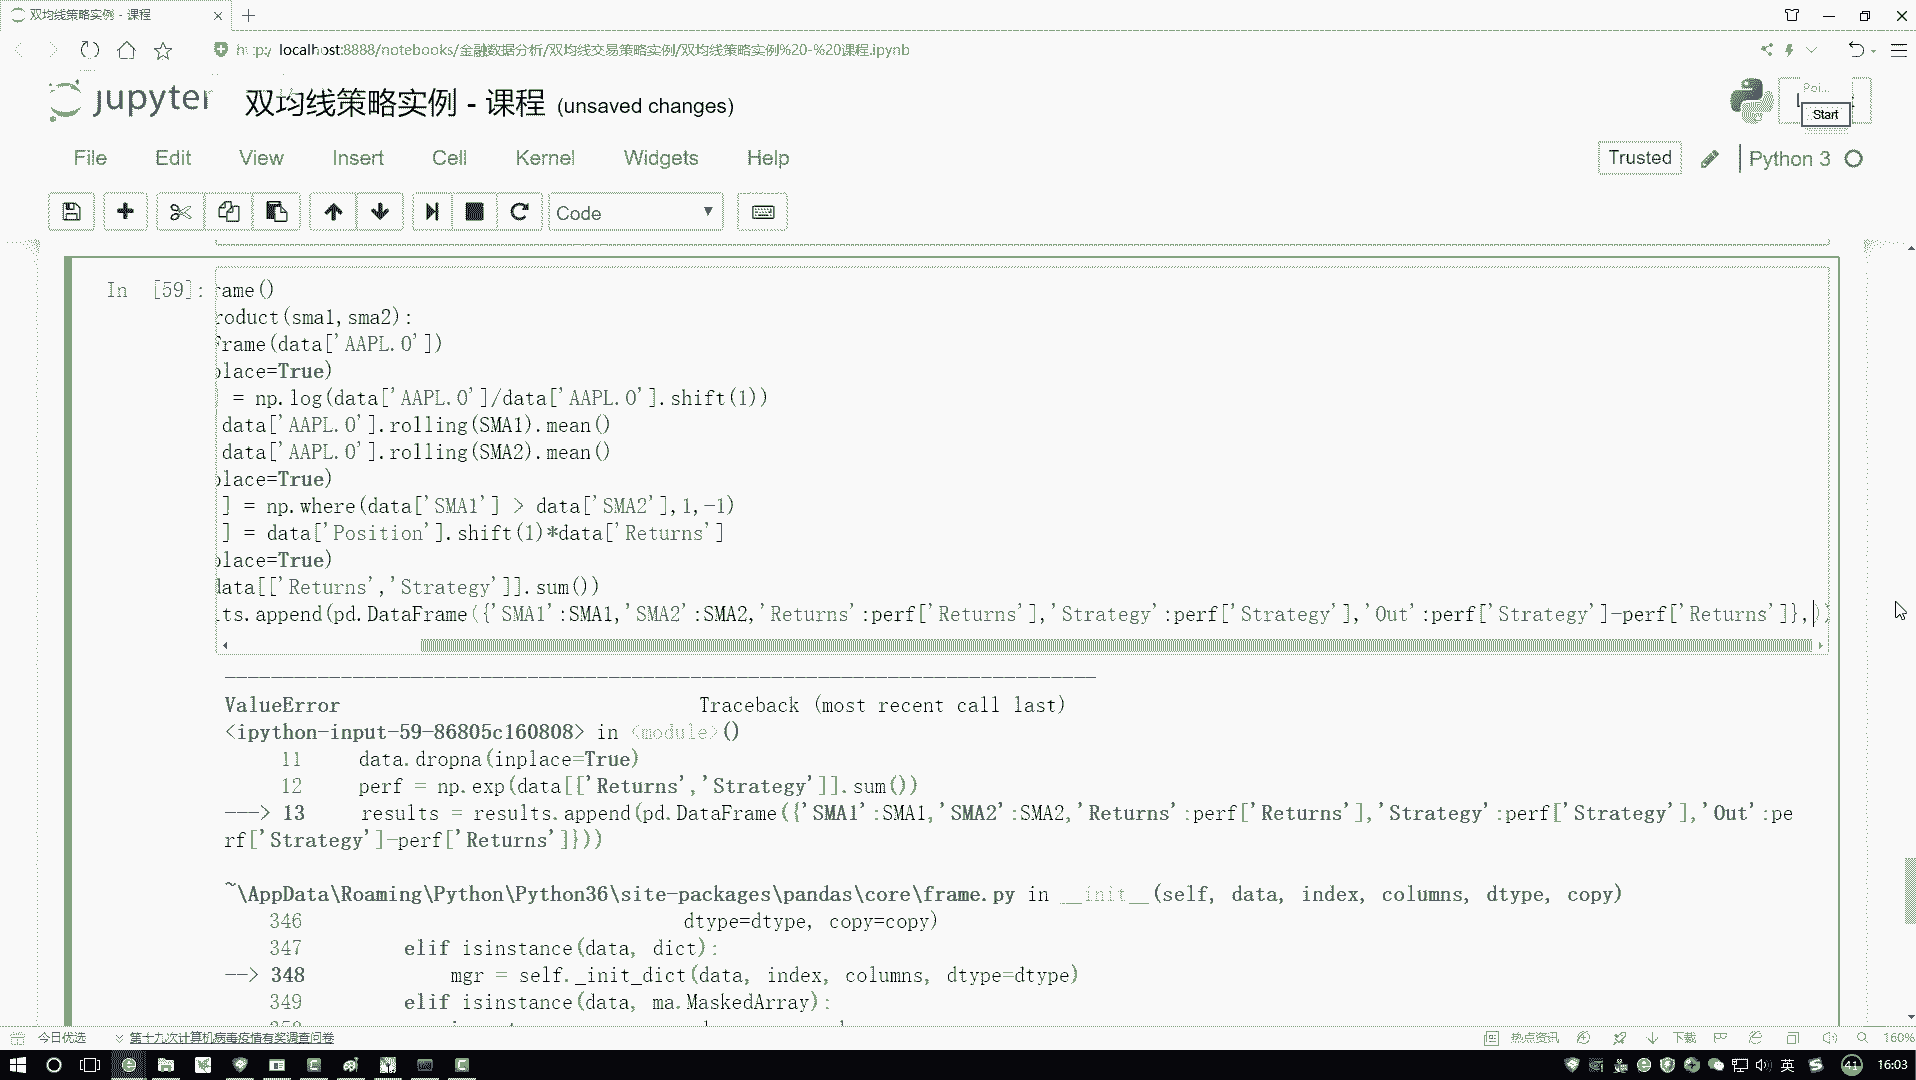 双均线策略实例 - 课程
localhost:8888/notebooks/金融数据分析/双均线交易策略实例/双均线策略实例%20-%20课程.ipynb
jupyter 双均线策略实例 - 课程 (unsaved changes)
Poi...
Start
File Edit View Insert Cell Kernel Widgets Help
Trusted Python 3
Code
In [59]:
rame()
roduct(sma1,sma2):
Frame(data['AAPL.O'])
place=True)
] = np.log(data['AAPL.O']/data['AAPL.O'].shift(1))
data['AAPL.O'].rolling(SMA1).mean()
data['AAPL.O'].rolling(SMA2).mean()
place=True)
] = np.where(data['SMA1'] > data['SMA2'],1,-1)
] = data['Position'].shift(1)*data['Returns']
place=True)
data[['Returns','Strategy']].sum())
lts.append(pd.DataFrame({'SMA1':SMA1,'SMA2':SMA2,'Returns':perf['Returns'],'Strategy':perf['Strategy'],'Out':perf['Strategy']-perf['Returns']},))
---------------------------------------------------------------------------
ValueError Traceback (most recent call last)
<ipython-input-59-86805c160808> in <module>()
11 data.dropna(inplace=True)
12 perf = np.exp(data[['Returns','Strategy']].sum())
---> 13 results = results.append(pd.DataFrame({'SMA1':SMA1,'SMA2':SMA2,'Returns':perf['Returns'],'Strategy':perf['Strategy'],'Out':pe
rf['Strategy']-perf['Returns']}))
~\AppData\Roaming\Python\Python36\site-packages\pandas\core\frame.py in __init__(self, data, index, columns, dtype, copy)
346 dtype=dtype, copy=copy)
347 elif isinstance(data, dict):
--> 348 mgr = self._init_dict(data, index, columns, dtype=dtype)
349 elif isinstance(data, ma.MaskedArray):
今日优选 第十九次计算机病毒疫情有奖调查问卷 热点资讯 下载 160%
英 41 16:03